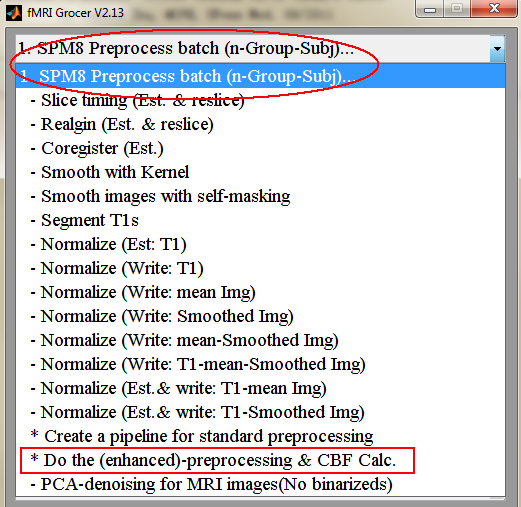 fMRI Grocer V2.13
1. SPM8 Preprocess batch (n-Group-Subj)...
1. SPM8 Preprocess batch (n-Group-Subj)...
- Slice timing (Est. & reslice)
- Realgin (Est. & reslice)
- Coregister (Est.)
- Smooth with Kernel
- Smooth images with self-masking
- Segment T1s
- Normalize (Est: T1)
- Normalize (Write: T1)
- Normalize (Write: mean Img)
- Normalize (Write: Smoothed Img)
- Normalize (Write: mean-Smoothed Img)
- Normalize (Write: T1-mean-Smoothed Img)
- Normalize (Est.& write: T1-mean Img)
- Normalize (Est.& write: T1-Smoothed Img)
* Create a pipeline for standard preprocessing
* Do the (enhanced)-preprocessing & CBF Calc.
- PCA-denoising for MRI images(No binarizeds)